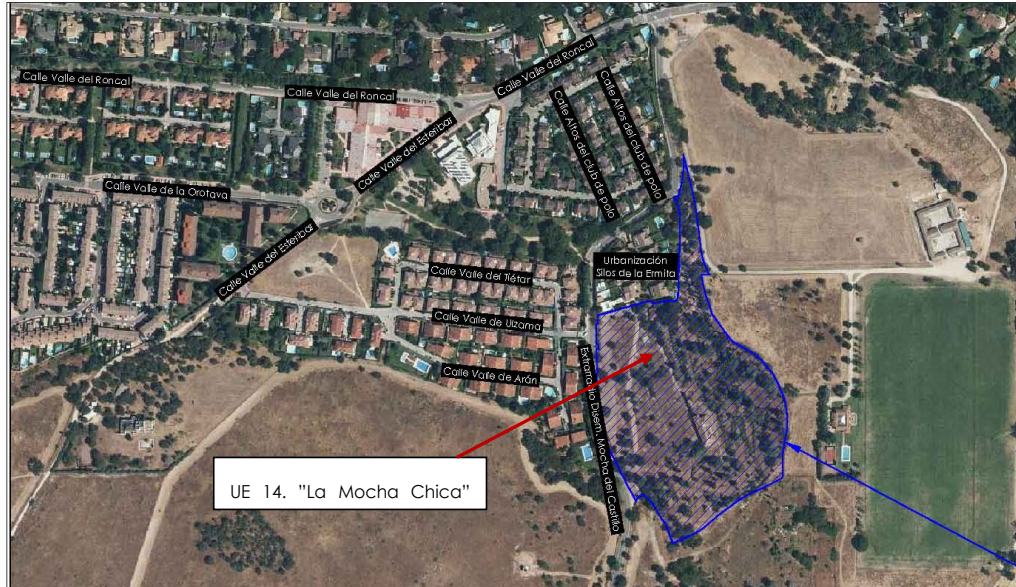 Calle Valle del Roncal
Calle Valle del Roncal
Calle Valle del Roncal
Calle Altos del club de polo
Calle Altos del club de polo
Calle Valle del Esteribar
Calle Valle de la Orotava
Calle Valle del Esteribar
Urbanización
Silos de la Ermita
Calle Valle del Tiétar
Calle Valle de Ulzama
Calle Valle de Arán
Extrarradio Disem. Mocha del Castillo
UE 14. "La Mocha Chica"